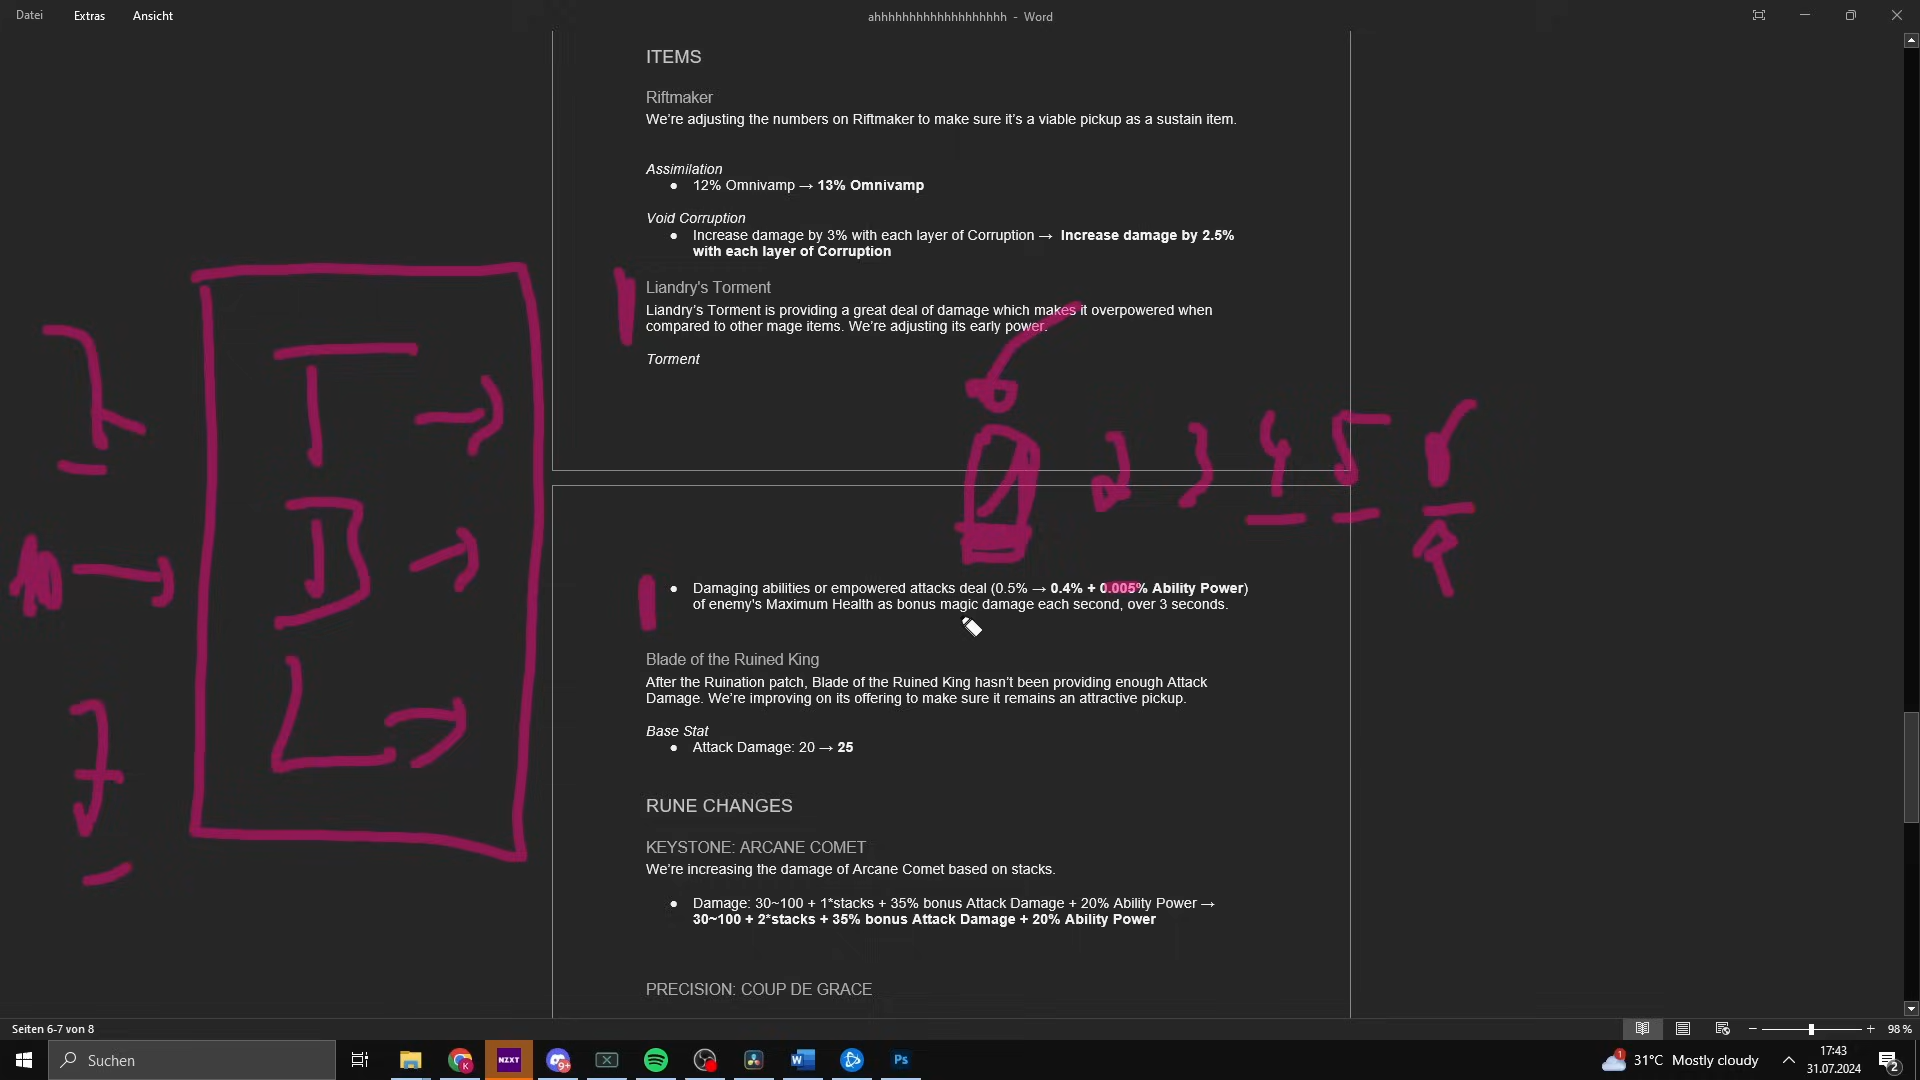 Datei Extras Ansicht
ahhhhhhhhhhhhhhhhhhh - Word
ITEMS
Riftmaker
We're adjusting the numbers on Riftmaker to make sure it's a viable pickup as a sustain item.
Assimilation
● 12% Omnivamp → 13% Omnivamp
Void Corruption
● Increase damage by 3% with each layer of Corruption → Increase damage by 2.5%
with each layer of Corruption
Liandry's Torment
Liandry's Torment is providing a great deal of damage which makes it overpowered when
compared to other mage items. We're adjusting its early power.
Torment
2 3 4 5
● Damaging abilities or empowered attacks deal (0.5% → 0.4% + 0.005% Ability Power)
of enemy's Maximum Health as bonus magic damage each second, over 3 seconds.
Blade of the Ruined King
After the Ruination patch, Blade of the Ruined King hasn't been providing enough Attack
Damage. We're improving on its offering to make sure it remains an attractive pickup.
Base Stat
● Attack Damage: 20 → 25
RUNE CHANGES
KEYSTONE: ARCANE COMET
We're increasing the damage of Arcane Comet based on stacks.
● Damage: 30~100 + 1*stacks + 35% bonus Attack Damage + 20% Ability Power →
30~100 + 2*stacks + 35% bonus Attack Damage + 20% Ability Power
PRECISION: COUP DE GRACE
Seiten 6-7 von 8
98 %
Suchen
NZXT
9+
W
Ps
1
31°C Mostly cloudy
17:43
31.07.2024
2